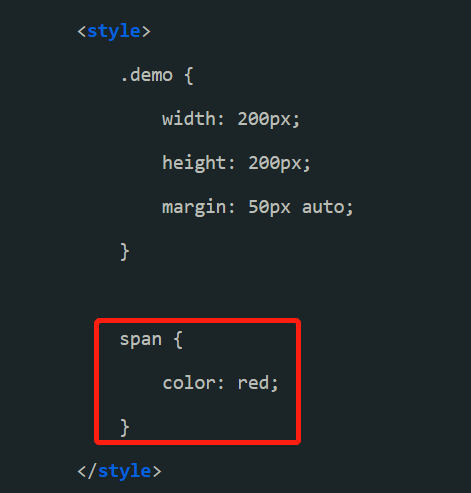 <style>
.demo {
width: 200px;
height: 200px;
margin: 50px auto;
}
span {
color: red;
}
</style>